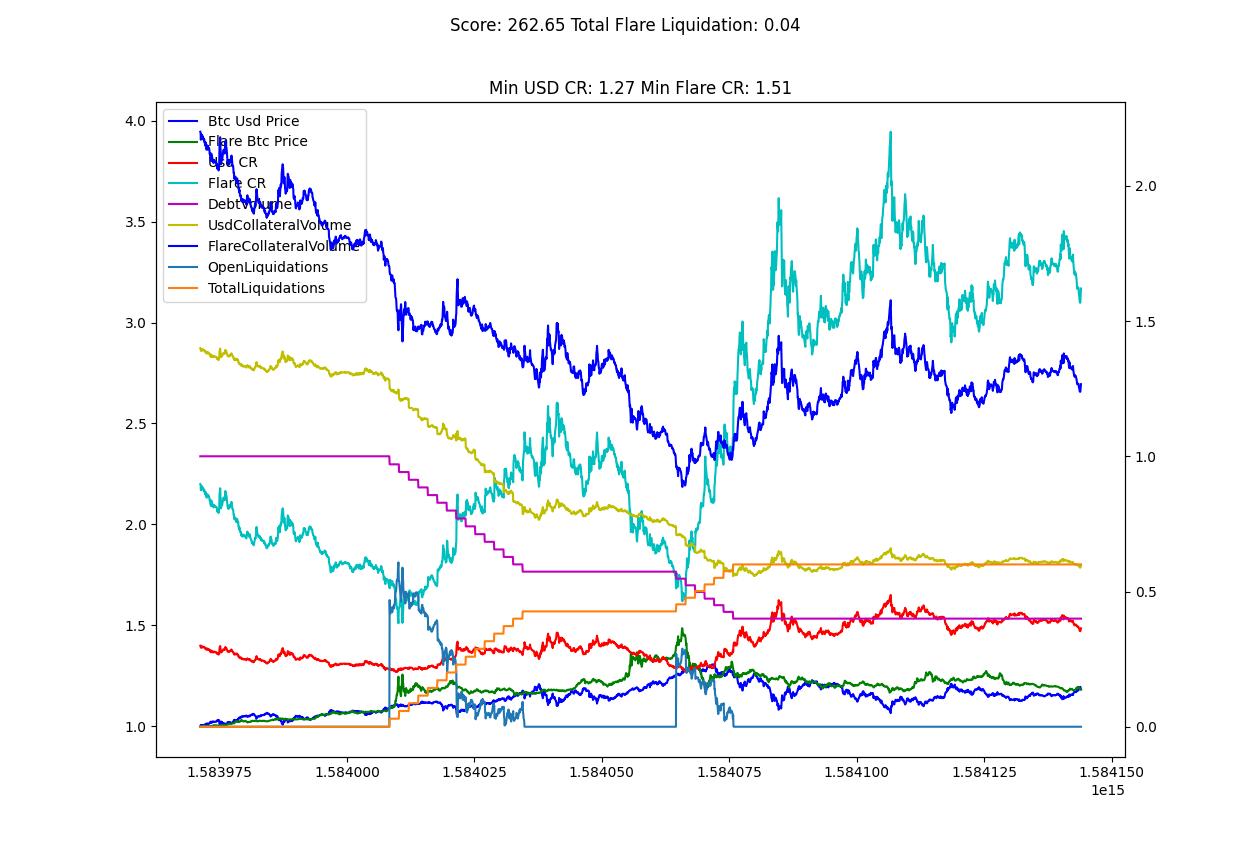 Score: 262.65 Total Flare Liquidation: 0.04
Min USD CR: 1.27 Min Flare CR: 1.51
Btc Usd Price
Flare Btc Price
Usd CR
Flare CR
DebtVolume
UsdCollateralVolume
FlareCollateralVolume
OpenLiquidations
TotalLiquidations
4.0
3.5
3.0
2.5
2.0
1.5
1.0
2.0
1.5
1.0
0.5
0.0
1.583975 1.584000 1.584025 1.584050 1.584075 1.584100 1.584125 1.584150
1e15